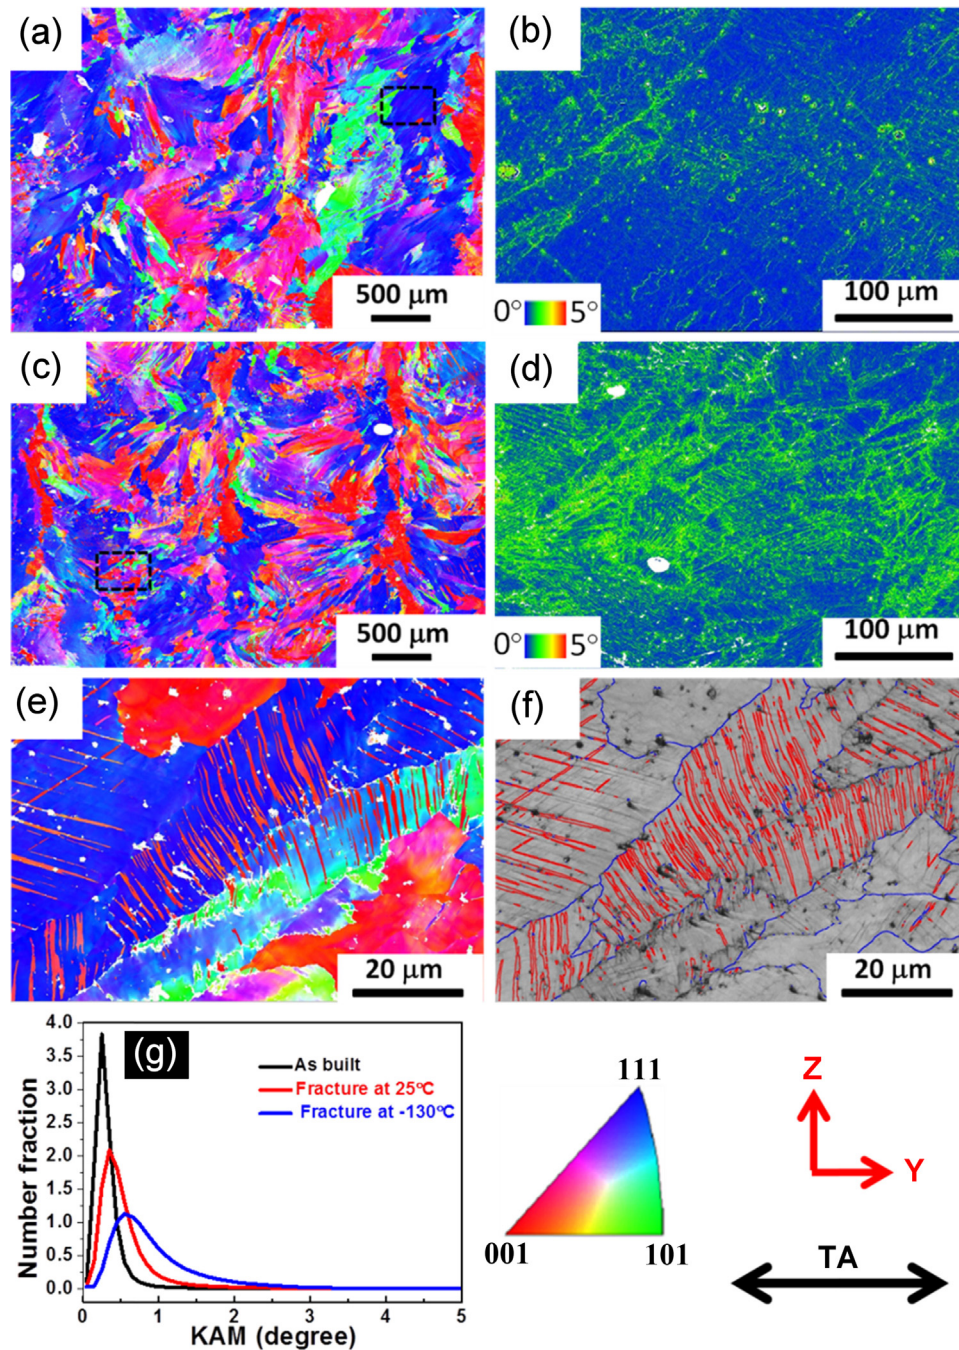 (a)
(b)
500 μm
0° 5°
100 μm
(c)
(d)
500 μm
0° 5°
100 μm
(e)
(f)
20 μm
20 μm
(g)
4.0
3.5
3.0
2.5
2.0
1.5
1.0
0.5
0.0
Number fraction
As built
Fracture at 25°C
Fracture at -130°C
0 1 2 3 4 5
KAM (degree)
111
001
101
Z
Y
TA